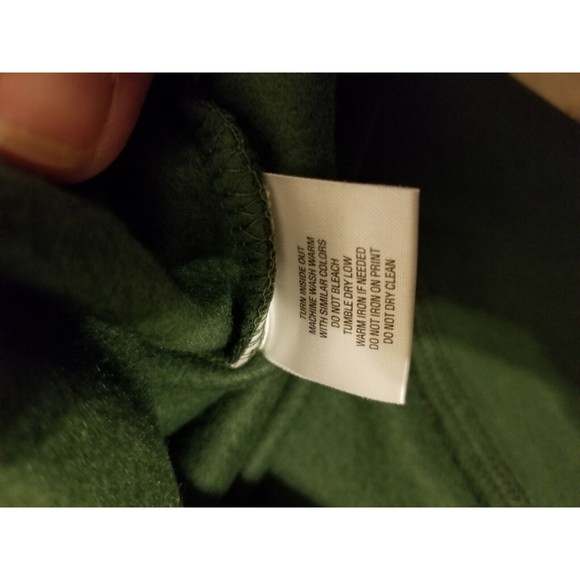 TURN INSIDE OUT
MACHINE WASH WARM
WITH SIMILAR COLORS
DO NOT BLEACH
TUMBLE DRY LOW
WARM IRON IF NEEDED
DO NOT IRON ON PRINT
DO NOT DRY CLEAN